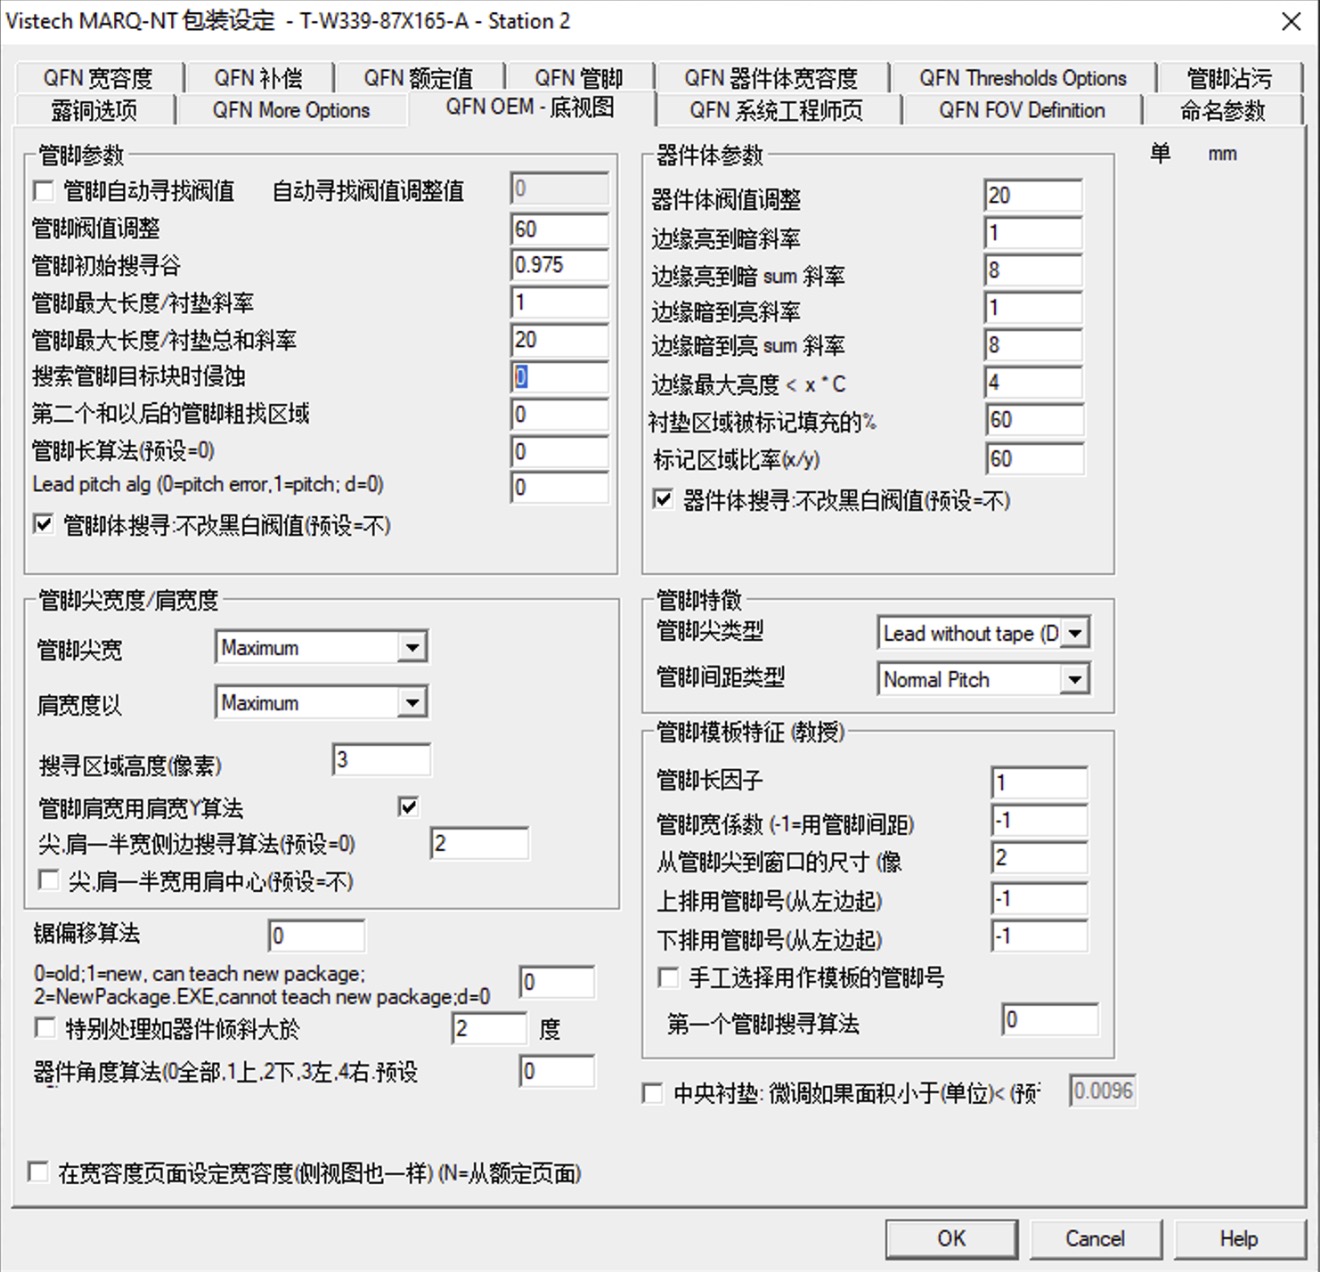 Vistech MARQ-NT 包装设定 - T-W339-87X165-A - Station 2
QFN 宽容度 QFN 补偿 QFN 额定值 QFN 管脚 QFN 器件体宽容度 QFN Thresholds Options 管脚沾污
露铜选项 QFN More Options QFN OEM - 底视图 QFN 系统工程师页 QFN FOV Definition 命名参数
单 mm
管脚参数
管脚自动寻找阀值 自动寻找阀值调整值 0
管脚阀值调整 60
管脚初始搜寻谷 0.975
管脚最大长度/衬垫斜率 1
管脚最大长度/衬垫总和斜率 20
搜索管脚目标块时侵蚀 0
第二个和以后的管脚粗找区域 0
管脚长算法(预设=0) 0
Lead pitch alg (0=pitch error,1=pitch; d=0) 0
管脚体搜寻:不改黑白阀值(预设=不)
器件体参数
器件体阀值调整 20
边缘亮到暗斜率 1
边缘亮到暗 sum 斜率 8
边缘暗到亮斜率 1
边缘暗到亮 sum 斜率 8
边缘最大亮度 < x * C 4
衬垫区域被标记填充的% 60
标记区域比率(x/y) 60
器件体搜寻:不改黑白阀值(预设=不)
管脚尖宽度/肩宽度
管脚尖宽 Maximum
肩宽度以 Maximum
搜寻区域高度(像素) 3
管脚肩宽用肩宽Y算法
尖.肩一半宽侧边搜寻算法(预设=0) 2
尖.肩一半宽用肩中心(预设=不)
管脚特徵
管脚尖类型 Lead without tape (D
管脚间距类型 Normal Pitch
管脚模板特征 (教授)
管脚长因子 1
管脚宽係数 (-1=用管脚间距) -1
从管脚尖到窗口的尺寸 (像 2
上排用管脚号(从左边起) -1
下排用管脚号(从左边起) -1
手工选择用作模板的管脚号
第一个管脚搜寻算法 0
锯偏移算法 0
0=old;1=new, can teach new package;
2=NewPackage.EXE,cannot teach new package;d=0 0
特别处理如器件倾斜大於 2 度
器件角度算法(0全部.1上,2下,3左,4右.预设 0
中央衬垫: 微调如果面积小于(单位)< (预 0.0096
在宽容度页面设定宽容度(侧视图也一样) (N=从额定页面)
OK Cancel Help